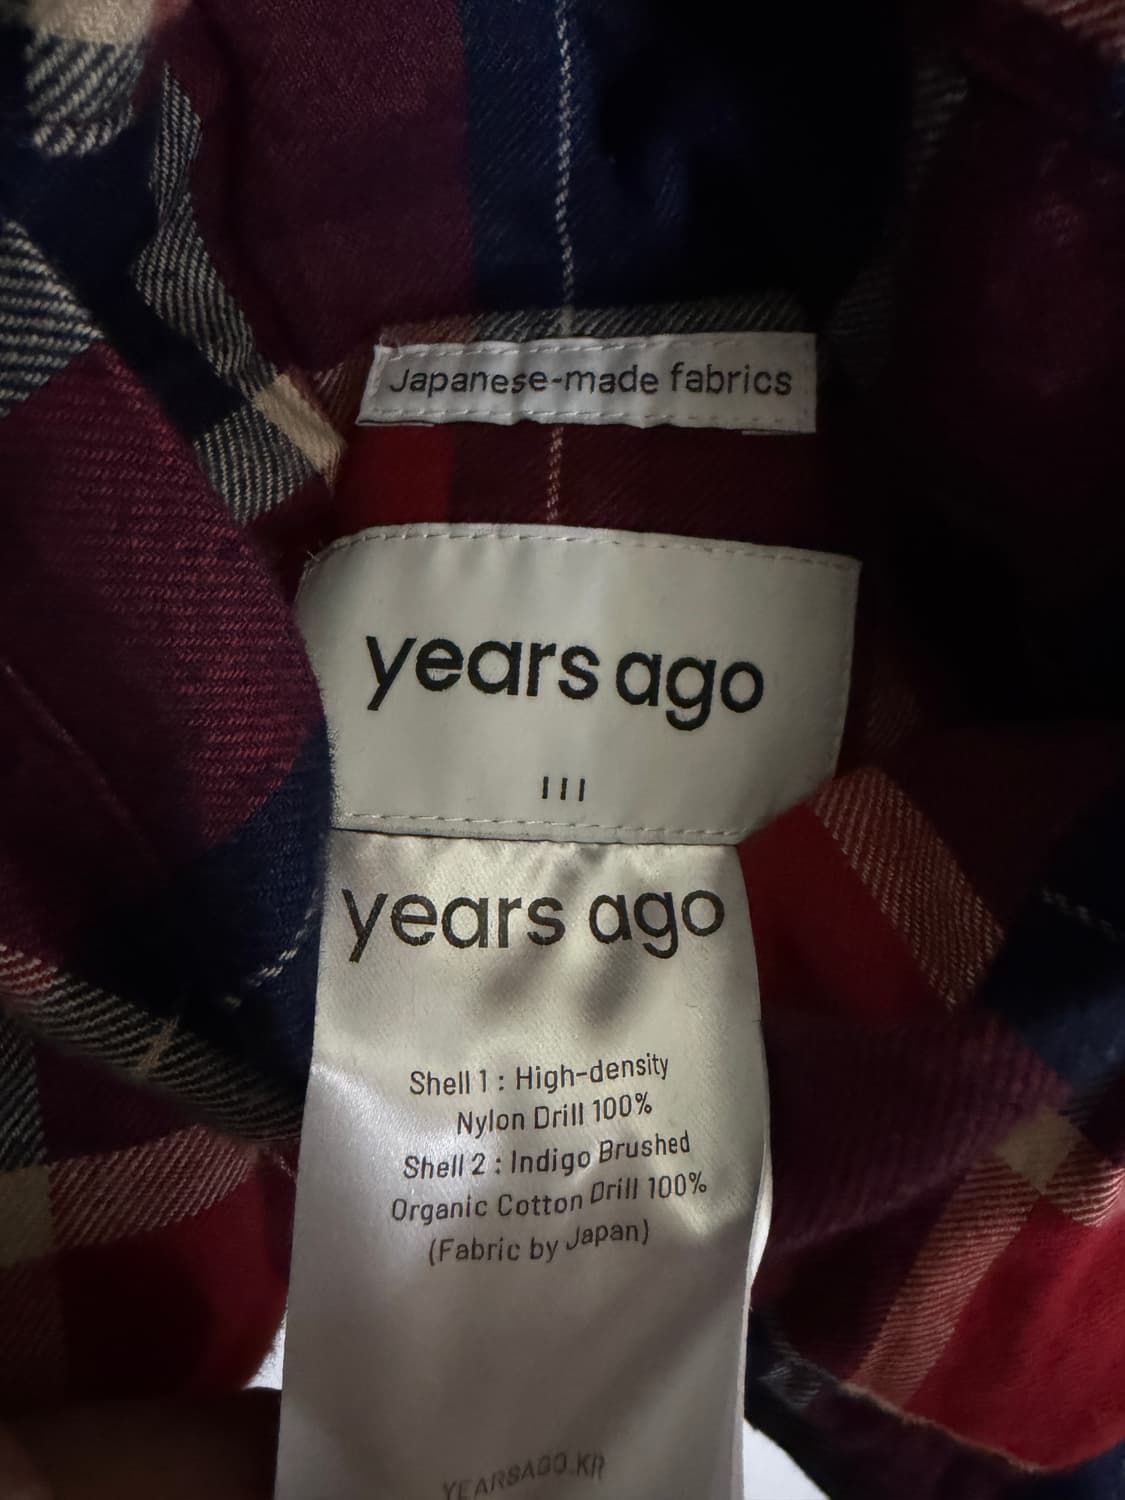 Japanese-made fabrics
years ago
III
years ago
Shell 1 : High-density
Nylon Drill 100%
Shell 2 : Indigo Brushed
Organic Cotton Drill 100%
(Fabric by Japan)
YEARSAGO.KR